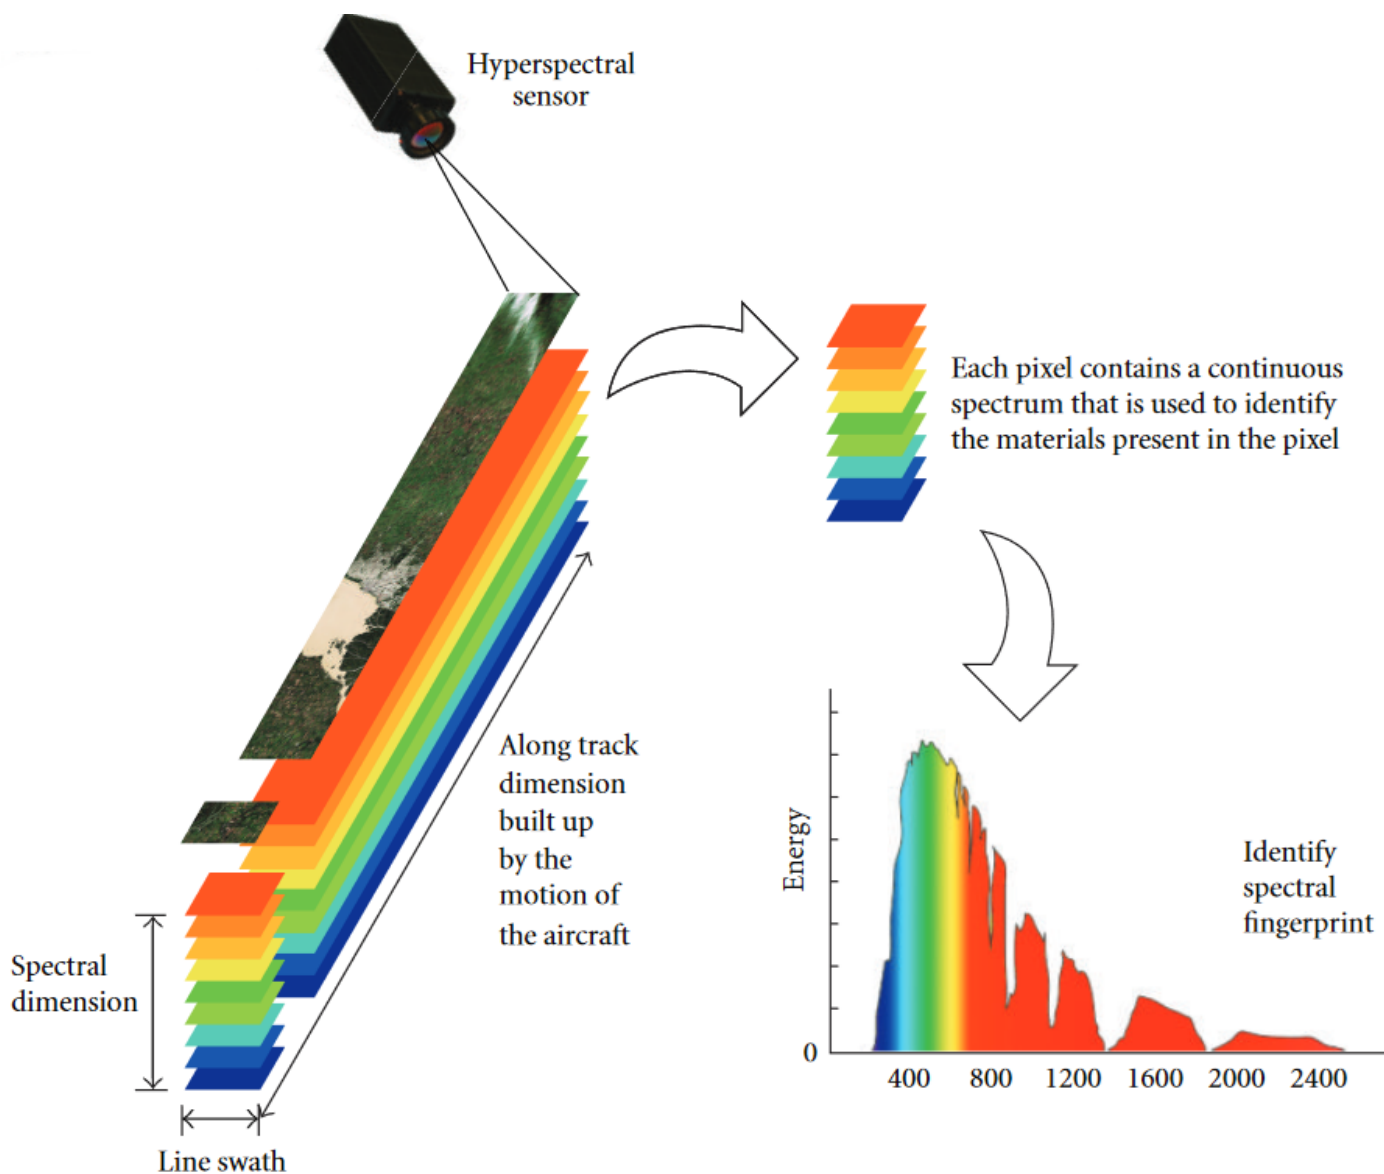 Hyperspectral
sensor
Each pixel contains a continuous
spectrum that is used to identify
the materials present in the pixel
Along track
dimension
built up
by the
motion of
the aircraft
Spectral
dimension
Line swath
Energy
0
400 800 1200 1600 2000 2400
Identify
spectral
fingerprint